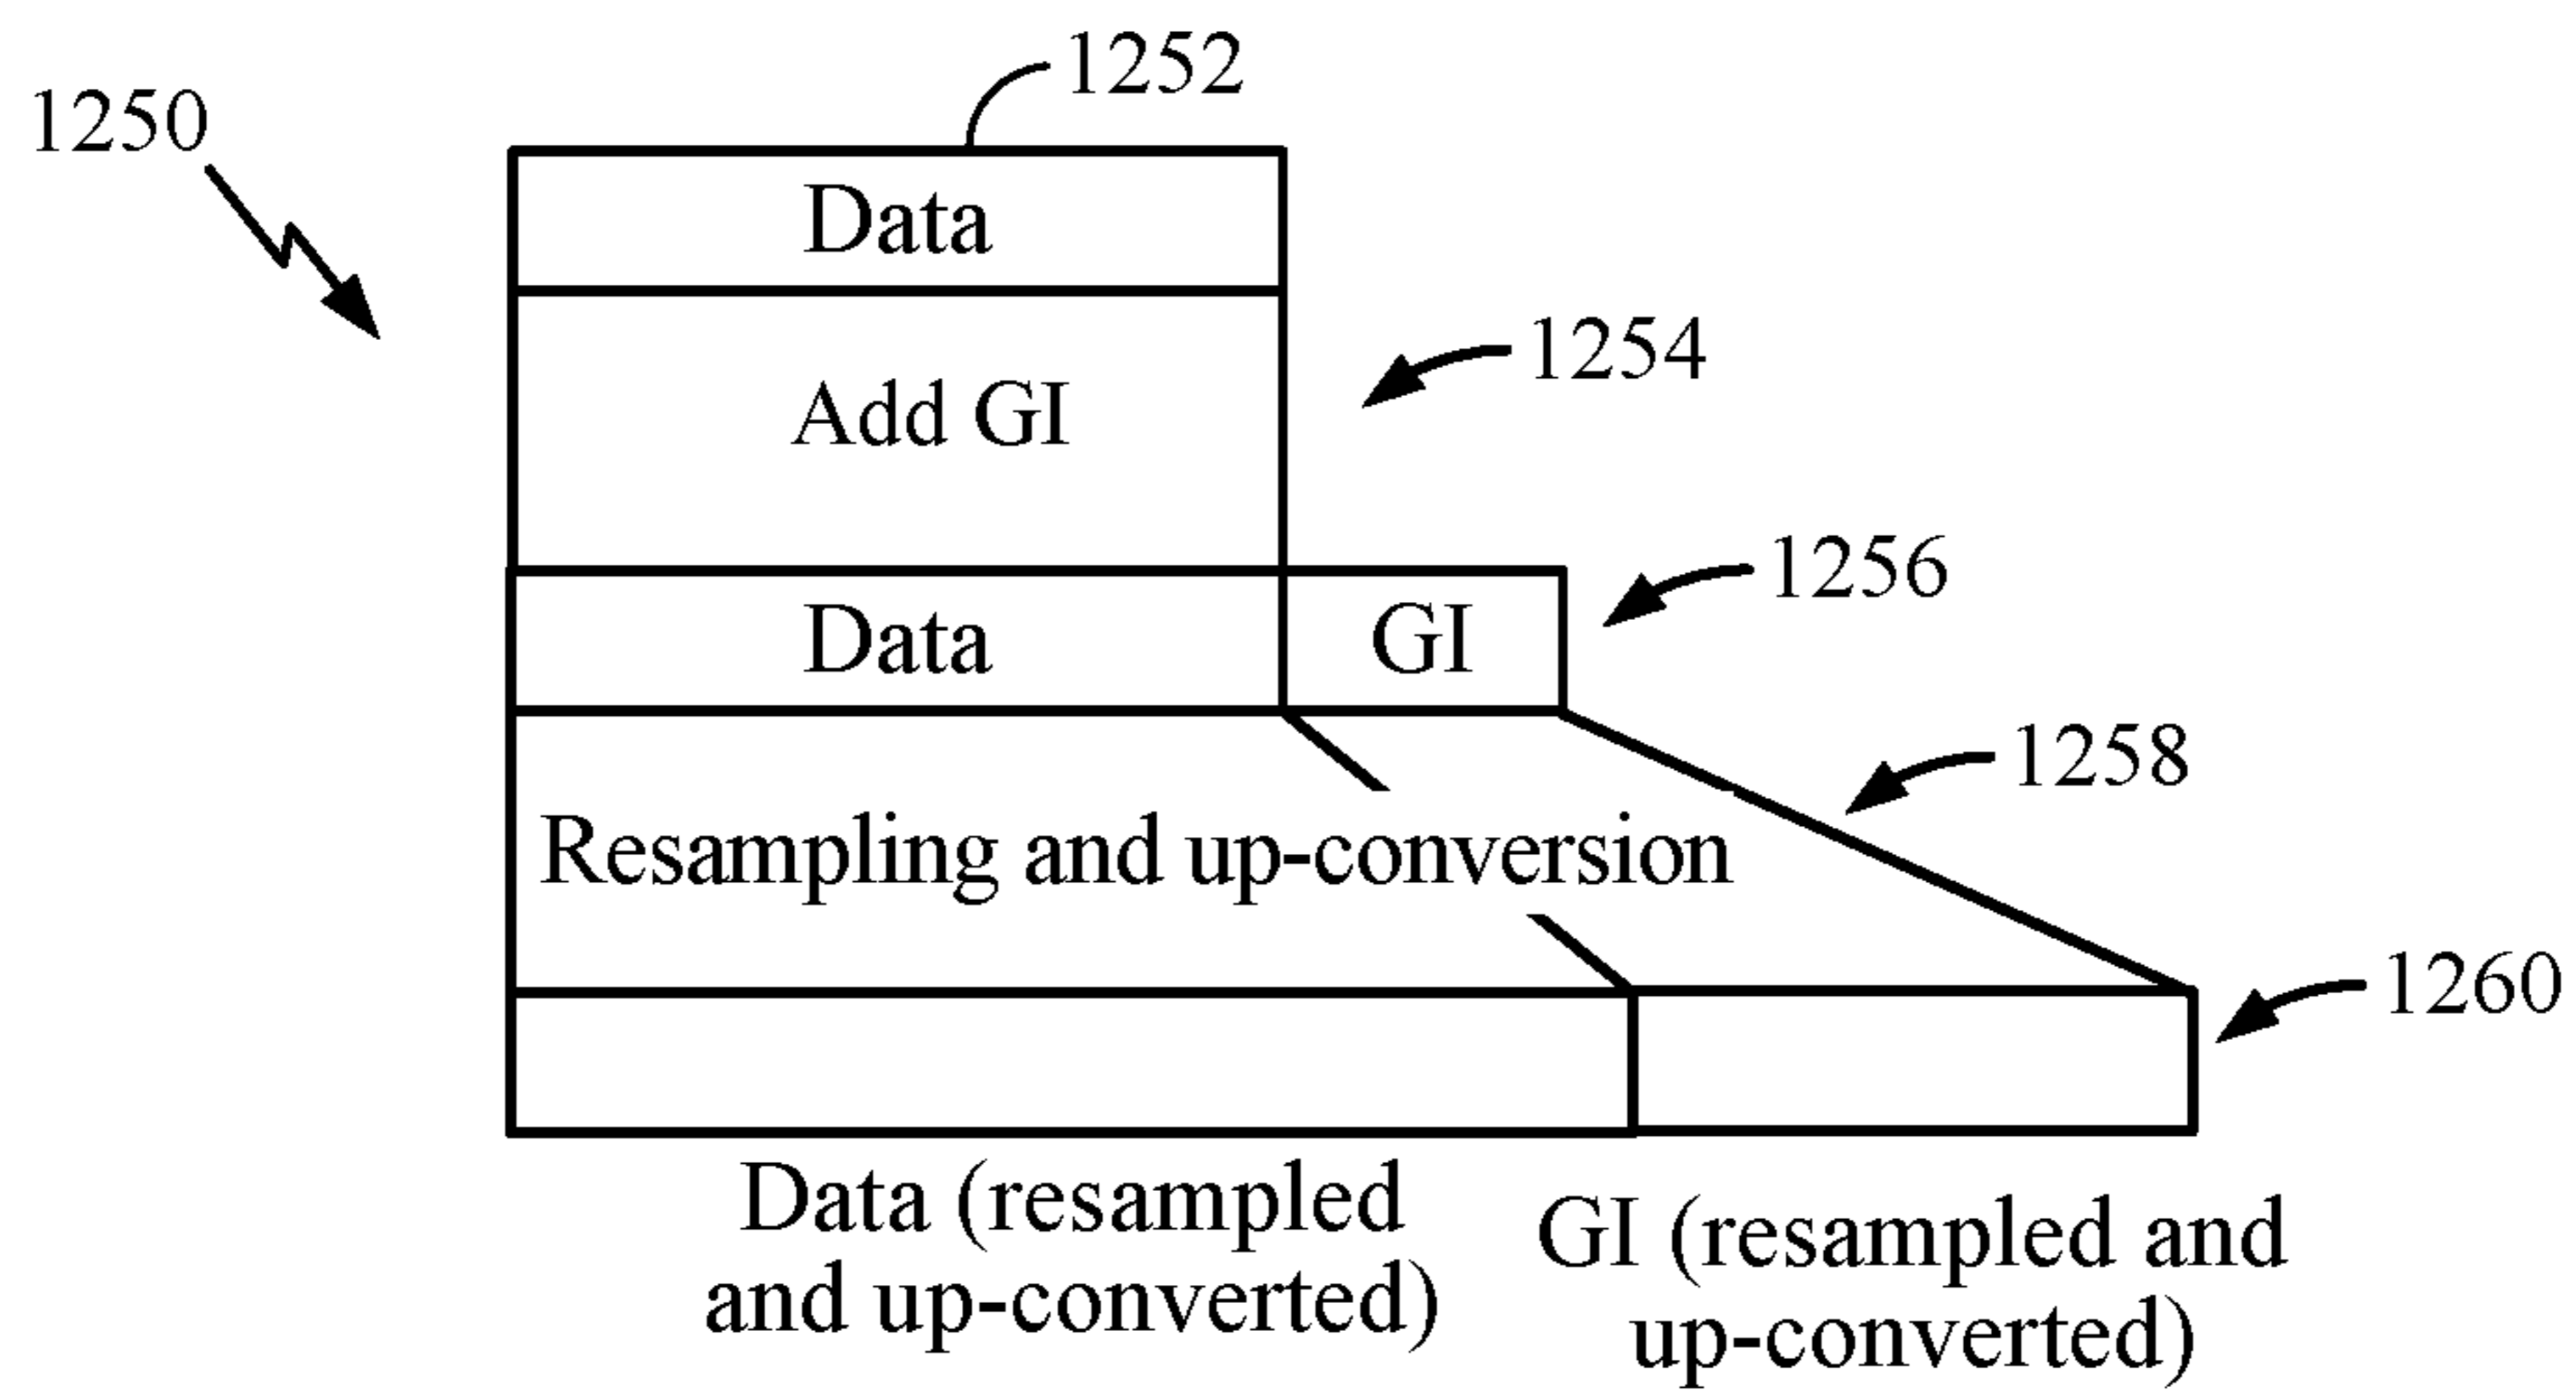 1252
1250
Data
1254
Add GI
1256
Data
GI
1258
Resampling and up-conversion
1260
Data (resampled
and up-converted)
GI (resampled and
up-converted)